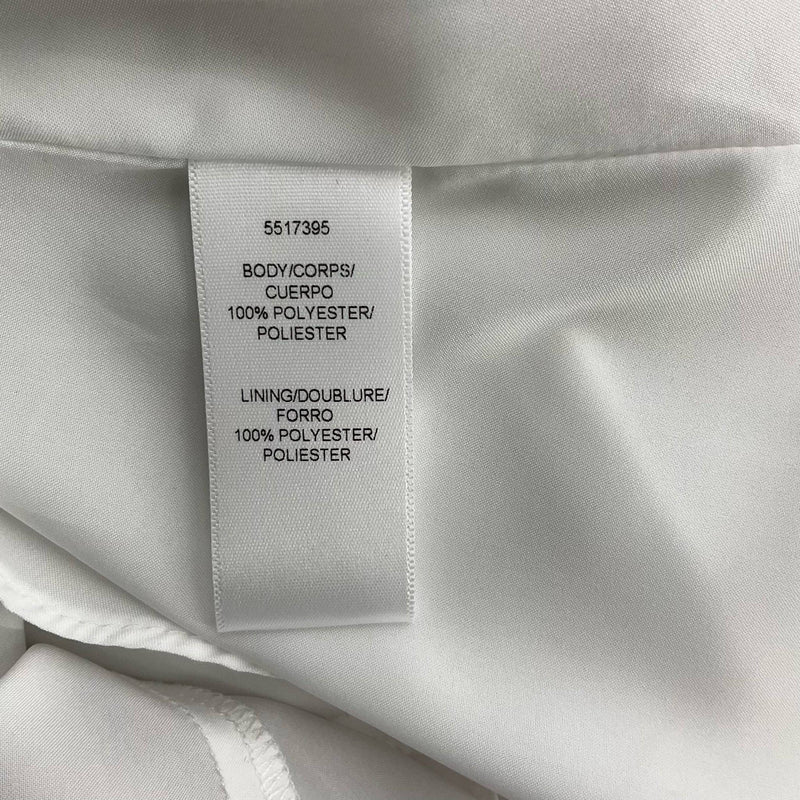 5517395
BODY/CORPS/
CUERPO
100% POLYESTER/
POLIESTER
LINING/DOUBLURE/
FORRO
100% POLYESTER/
POLIESTER